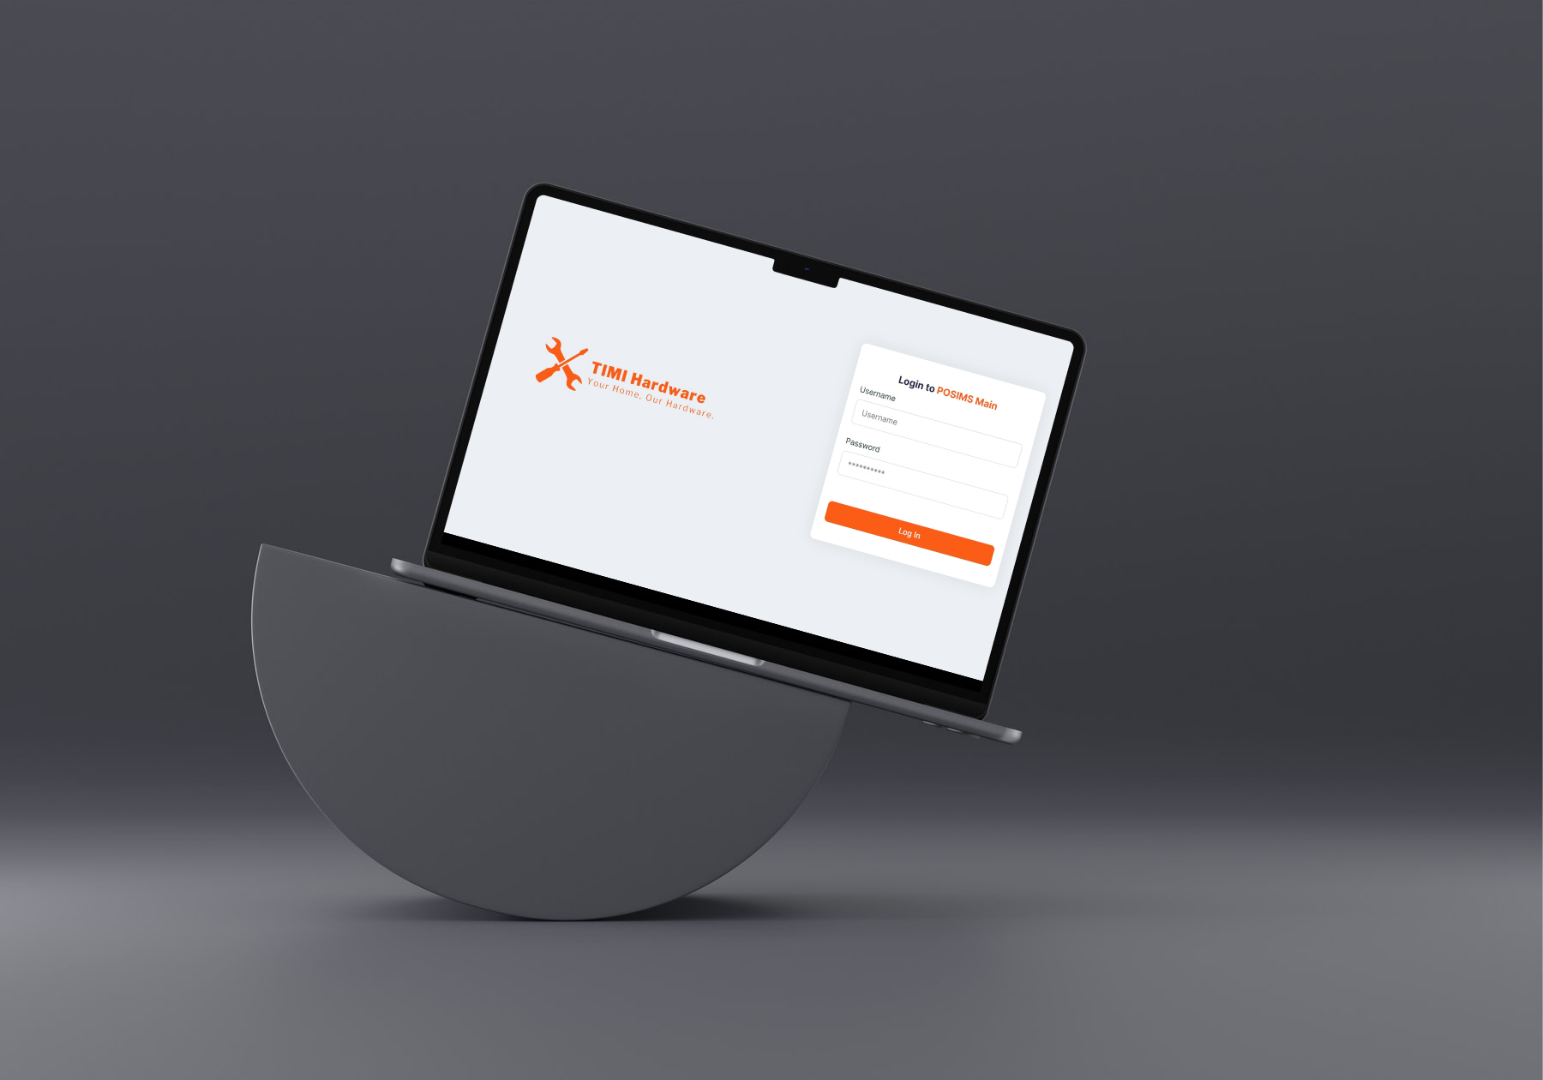 TIMI Hardware
Your Home, Our Hardware.
Login to POSIMS Main
Username
Username
Password
**********
Log In